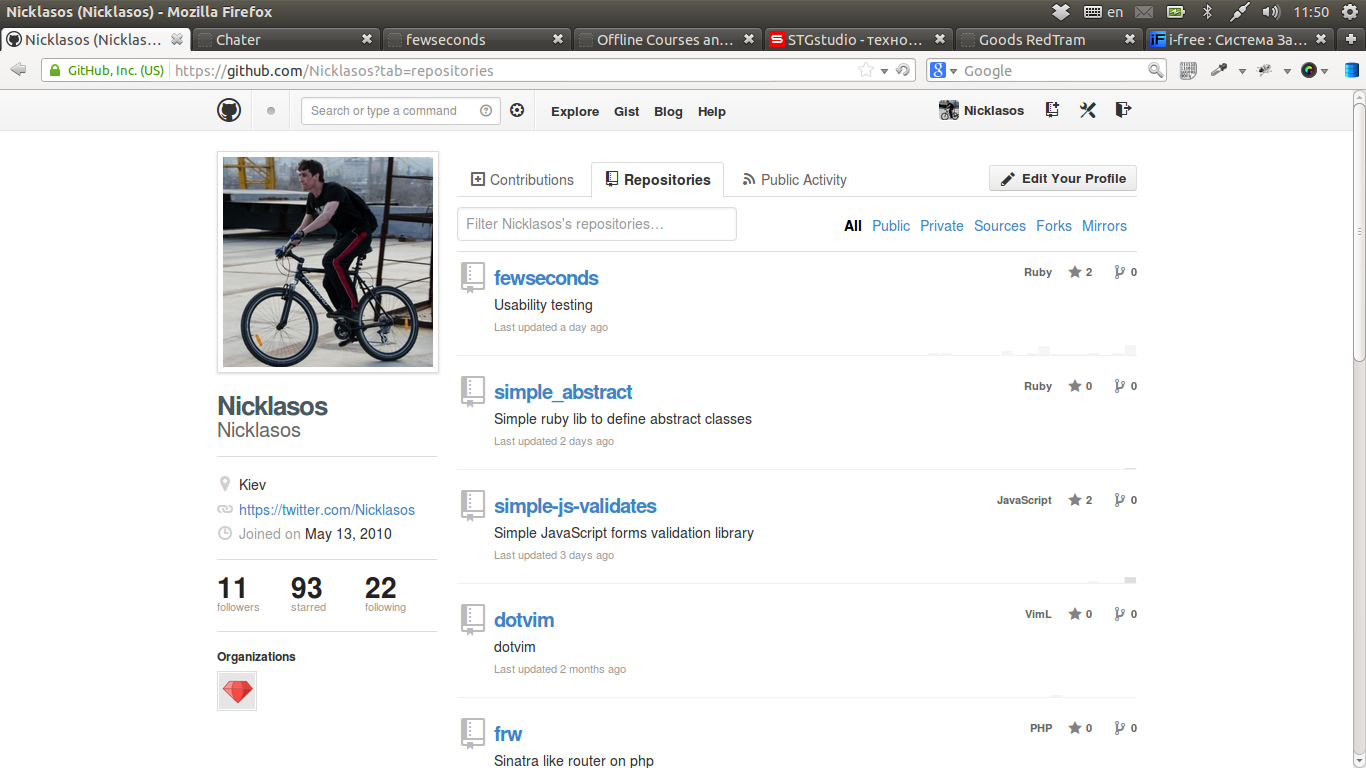 Nicklasos (Nicklasos) - Mozilla Firefox
en
11:50
Nicklasos (Nicklas...
Chater
fewseconds
Offline Courses an...
STGstudio - техно...
Goods RedTram
i-free : Система За...
GitHub, Inc. (US)
https://github.com/Nicklasos?tab=repositories
Google
Search or type a command
Explore
Gist
Blog
Help
Nicklasos
Contributions
Repositories
Public Activity
Edit Your Profile
Filter Nicklasos's repositories…
All
Public
Private
Sources
Forks
Mirrors
Nicklasos
Nicklasos
Kiev
https://twitter.com/Nicklasos
Joined on May 13, 2010
11 followers
93 starred
22 following
Organizations
fewseconds
Ruby 2 0
Usability testing
Last updated a day ago
simple_abstract
Ruby 0 0
Simple ruby lib to define abstract classes
Last updated 2 days ago
simple-js-validates
JavaScript 2 0
Simple JavaScript forms validation library
Last updated 3 days ago
dotvim
VimL 0 0
dotvim
Last updated 2 months ago
frw
PHP 0 0
Sinatra like router on php